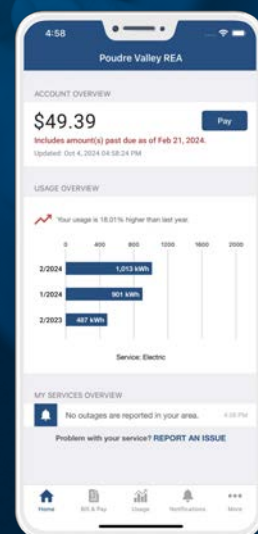 4:58
Poudre Valley REA
ACCOUNT OVERVIEW
$49.39
Pay
Includes amount(s) past due as of Feb 21, 2024.
Updated: Oct 4, 2024 04:58:24 PM
USAGE OVERVIEW
Your usage is 18.01% higher than last year.
0 400 800 1200 1600 2000
2/2024 1,013 kWh
1/2024 901 kWh
2/2023 487 kWh
Service: Electric
MY SERVICES OVERVIEW
No outages are reported in your area. 4:58 PM
Problem with your service? REPORT AN ISSUE
Home Bill & Pay Usage Notifications More